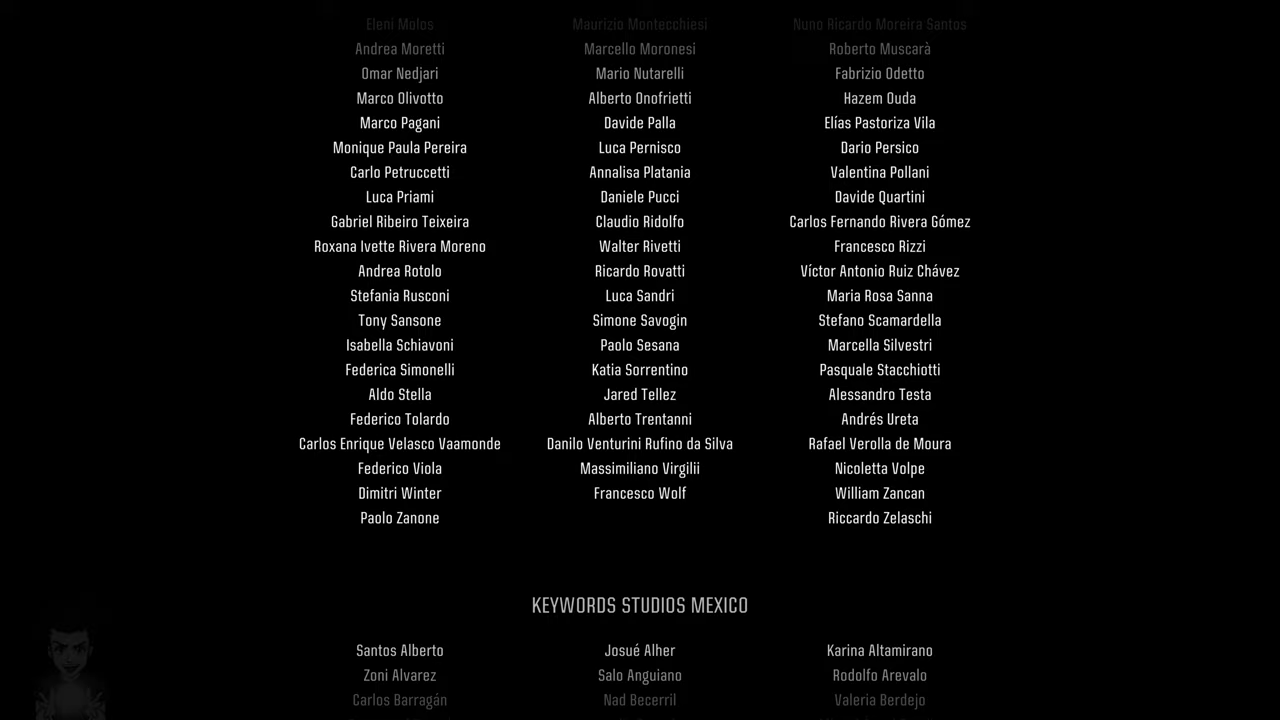 Eleni Molos Maurizio Montecchiesi Nuno Ricardo Moreira Santos
Andrea Moretti Marcello Moronesi Roberto Muscarà
Omar Nedjari Mario Nutarelli Fabrizio Odetto
Marco Olivotto Alberto Onofrietti Hazem Ouda
Marco Pagani Davide Palla Elías Pastoriza Vila
Monique Paula Pereira Luca Pernisco Dario Persico
Carlo Petruccetti Annalisa Platania Valentina Pollani
Luca Priami Daniele Pucci Davide Quartini
Gabriel Ribeiro Teixeira Claudio Ridolfo Carlos Fernando Rivera Gómez
Roxana Ivette Rivera Moreno Walter Rivetti Francesco Rizzi
Andrea Rotolo Ricardo Rovatti Víctor Antonio Ruiz Chávez
Stefania Rusconi Luca Sandri Maria Rosa Sanna
Tony Sansone Simone Savogin Stefano Scamardella
Isabella Schiavoni Paolo Sesana Marcella Silvestri
Federica Simonelli Katia Sorrentino Pasquale Stacchiotti
Aldo Stella Jared Tellez Alessandro Testa
Federico Tolardo Alberto Trentanni Andrés Ureta
Carlos Enrique Velasco Vaamonde Danilo Venturini Rufino da Silva Rafael Verolla de Moura
Federico Viola Massimiliano Virgilii Nicoletta Volpe
Dimitri Winter Francesco Wolf William Zancan
Paolo Zanone Riccardo Zelaschi
KEYWORDS STUDIOS MEXICO
Santos Alberto Josué Alher Karina Altamirano
Zoni Alvarez Salo Anguiano Rodolfo Arevalo
Carlos Barragán Nad Becerril Valeria Berdejo